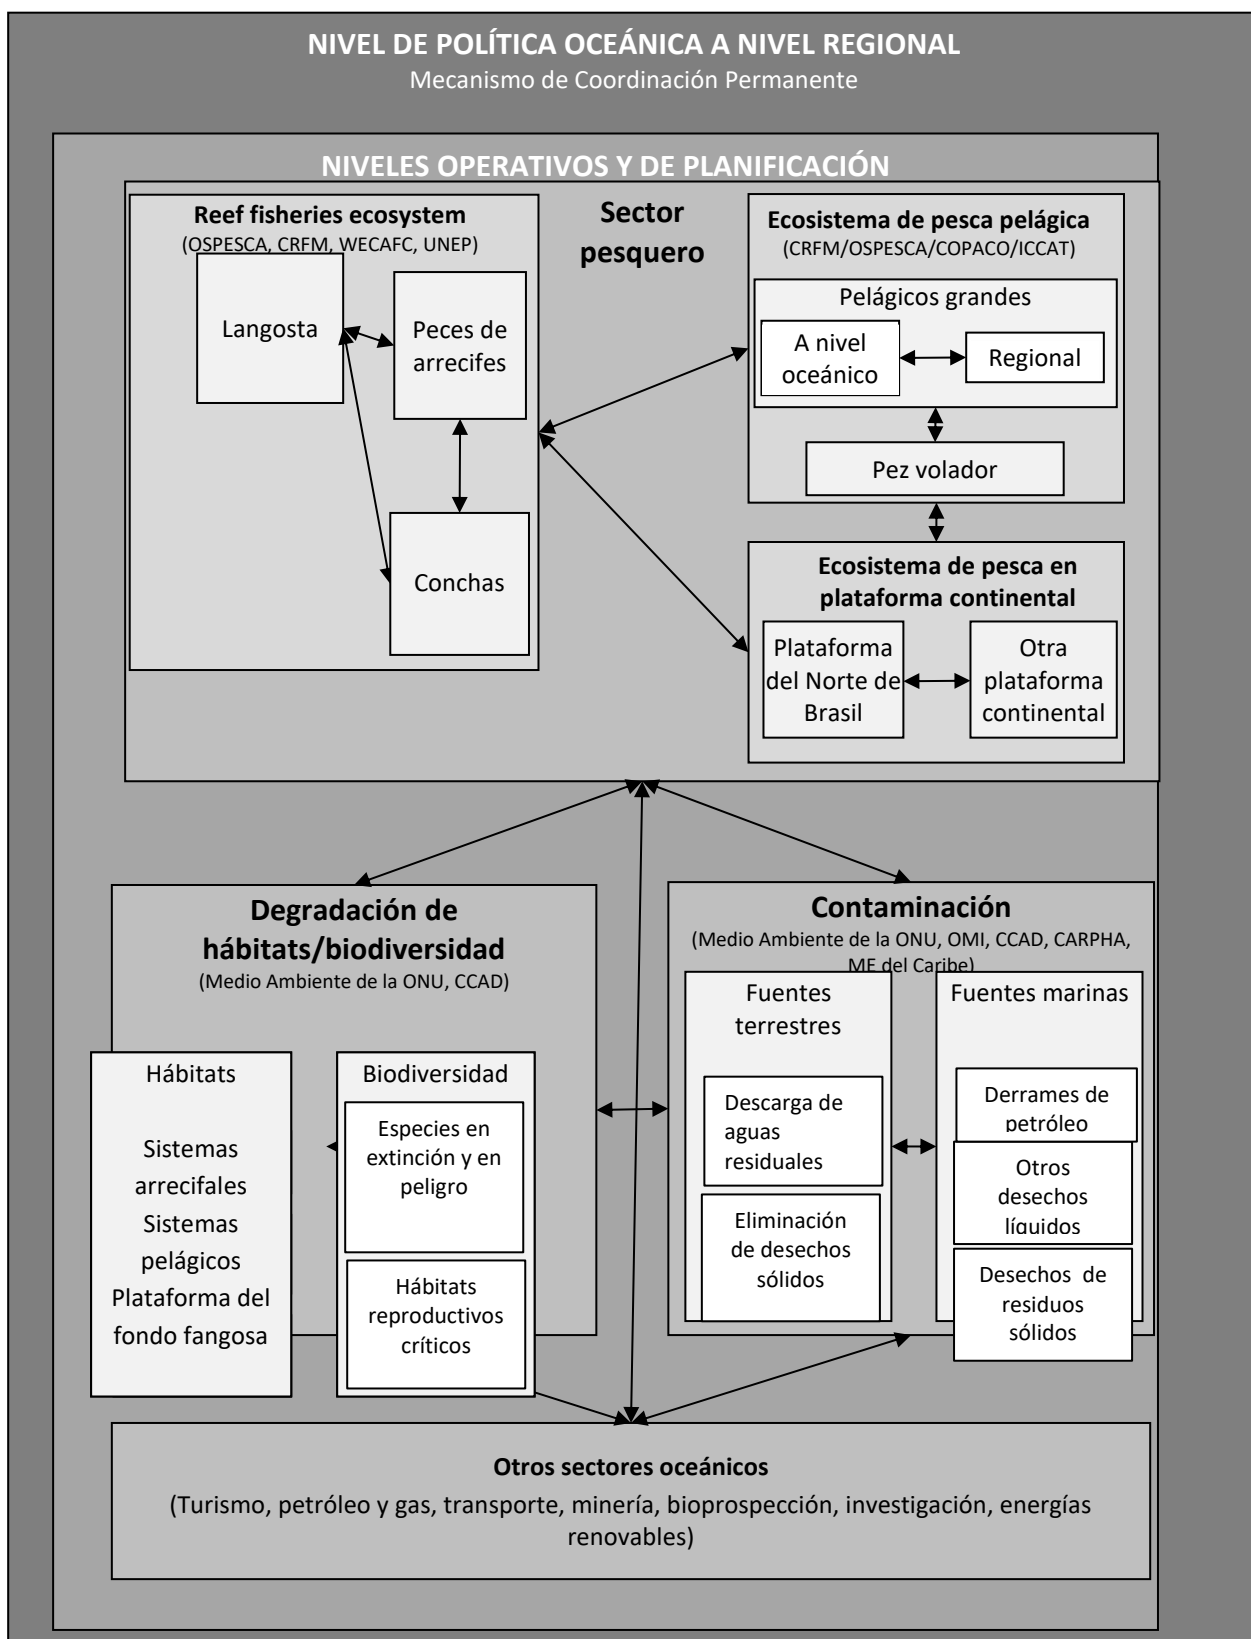 NIVEL DE POLÍTICA OCEÁNICA A NIVEL REGIONAL
Mecanismo de Coordinación Permanente
NIVELES OPERATIVOS Y DE PLANIFICACIÓN
Reef fisheries ecosystem
(OSPESCA, CRFM, WECAFC, UNEP)
Langosta
Peces de
arrecifes
Conchas
Sector
pesquero
Ecosistema de pesca pelágica
(CRFM/OSPESCA/COPACO/ICCAT)
Pelágicos grandes
A nivel
oceánico
Regional
Pez volador
Ecosistema de pesca en
plataforma continental
Plataforma
del Norte de
Brasil
Otra
plataforma
continental
Degradación de
hábitats/biodiversidad
(Medio Ambiente de la ONU, CCAD)
Hábitats
Sistemas
arrecifales
Sistemas
pelágicos
Plataforma del
fondo fangosa
Biodiversidad
Especies en
extinción y en
peligro
Hábitats
reproductivos
críticos
Contaminación
(Medio Ambiente de la ONU, OMI, CCAD, CARPHA,
ME del Caribe)
Fuentes
terrestres
Descarga de
aguas
residuales
Eliminación
de desechos
sólidos
Fuentes marinas
Derrames de
petróleo
Otros
desechos
líquidos
Desechos de
residuos
sólidos
Otros sectores oceánicos
(Turismo, petróleo y gas, transporte, minería, bioprospección, investigación, energías
renovables)